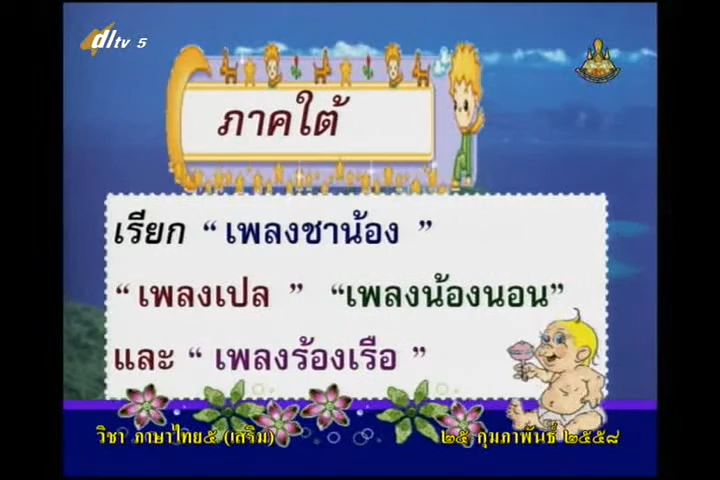 dltv 5
ภาคใต้
เรียก “ เพลงชาน้อง ”
“ เพลงเปล ” “เพลงน้องนอน”
และ “ เพลงร้องเรือ ”
วิชา ภาษาไทย๕ (เสริม) ๒๕ กุมภาพันธ์ ๒๕๕๘